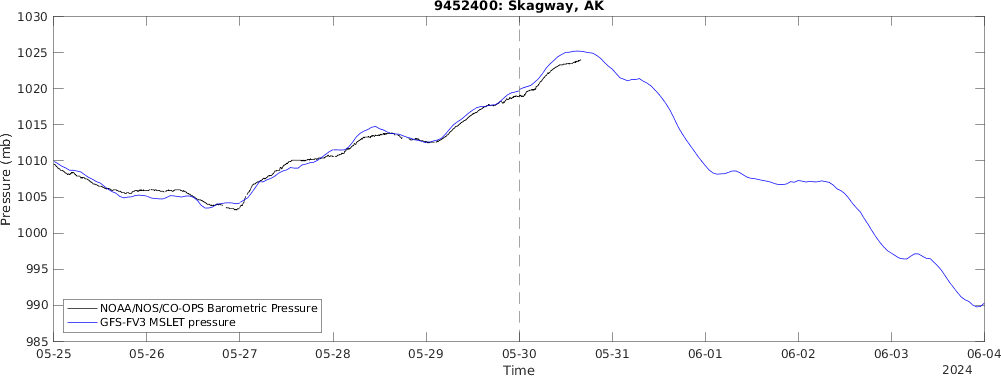 9452400: Skagway, AK
1030
1025
1020
1015
1010
1005
1000
995
990
985
Pressure (mb)
NOAA/NOS/CO-OPS Barometric Pressure
GFS-FV3 MSLET pressure
05-25 05-26 05-27 05-28 05-29 05-30 05-31 06-01 06-02 06-03 06-04
Time
2024